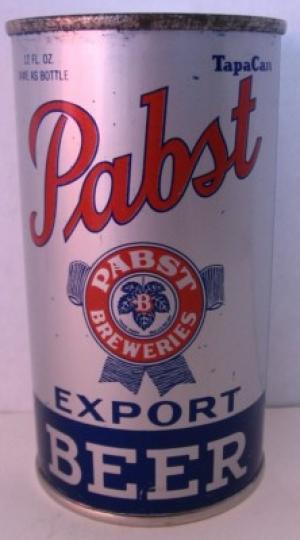 12 FL. OZ.
SAME AS BOTTLE
TapaCan
Pabst
PABST
B
BREWERIES
EXPORT
BEER